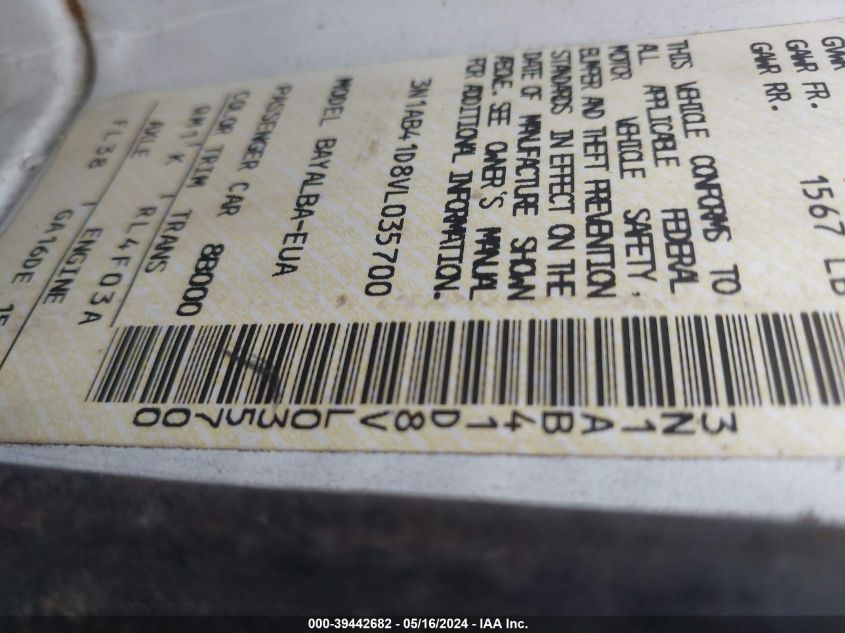 GVWR
GAWR FR.
GAWR RR. 1567 LB
THIS VEHICLE CONFORMS TO
ALL APPLICABLE FEDERAL
MOTOR VEHICLE SAFETY,
BUMPER AND THEFT PREVENTION
STANDARDS IN EFFECT ON THE
DATE OF MANUFACTURE SHOWN
ABOVE. SEE OWNER'S MANUAL
FOR ADDITIONAL INFORMATION.
3N1AB41D8VL035700
MODEL BAYALBA-EUA
PASSENGER CAR 88000
COLOR TRIM TRANS
K RL4F03A
AXLE ENGINE
FL38 GA16DE
3N1AB41D8VL035700
000-39442682 - 05/16/2024 - IAA Inc.